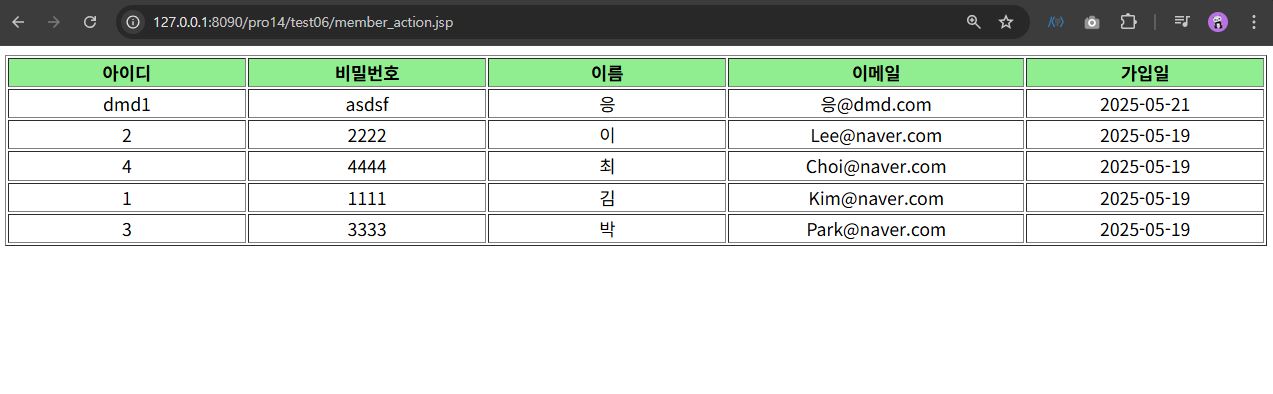 127.0.0.1:8090/pro14/test06/member_action.jsp
아이디 비밀번호 이름 이메일 가입일
dmd1 asdsf 응 응@dmd.com 2025-05-21
2 2222 이 Lee@naver.com 2025-05-19
4 4444 최 Choi@naver.com 2025-05-19
1 1111 김 Kim@naver.com 2025-05-19
3 3333 박 Park@naver.com 2025-05-19